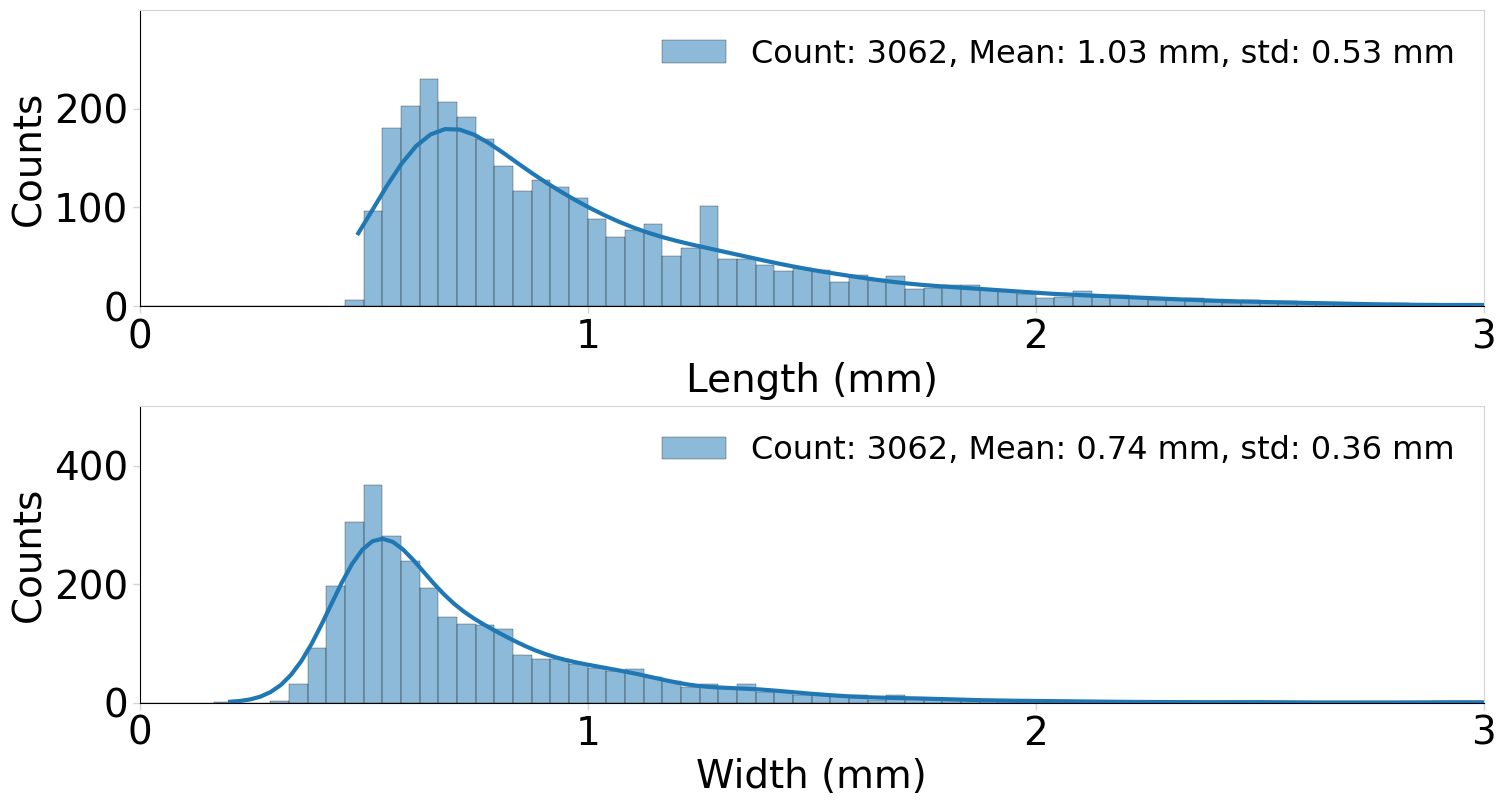 Count: 3062, Mean: 1.03 mm, std: 0.53 mm
Counts
200
100
0
0 1 2 3
Length (mm)
Count: 3062, Mean: 0.74 mm, std: 0.36 mm
Counts
400
200
0
0 1 2 3
Width (mm)